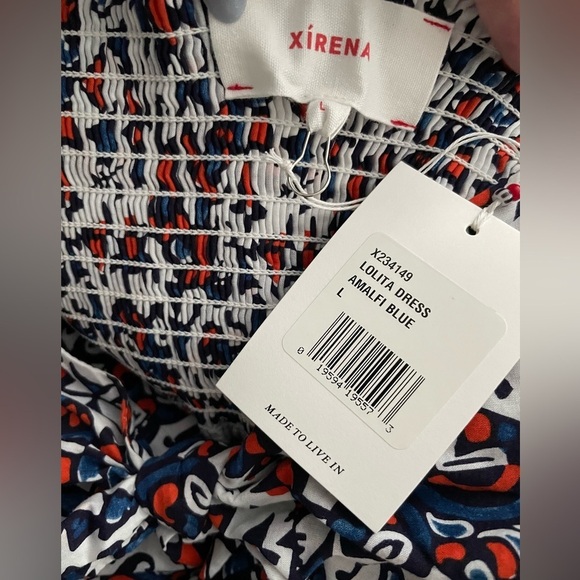 XÍRENA
L
X234149
LOLITA DRESS
AMALFI BLUE
L
0 19594 19557 3
MADE TO LIVE IN